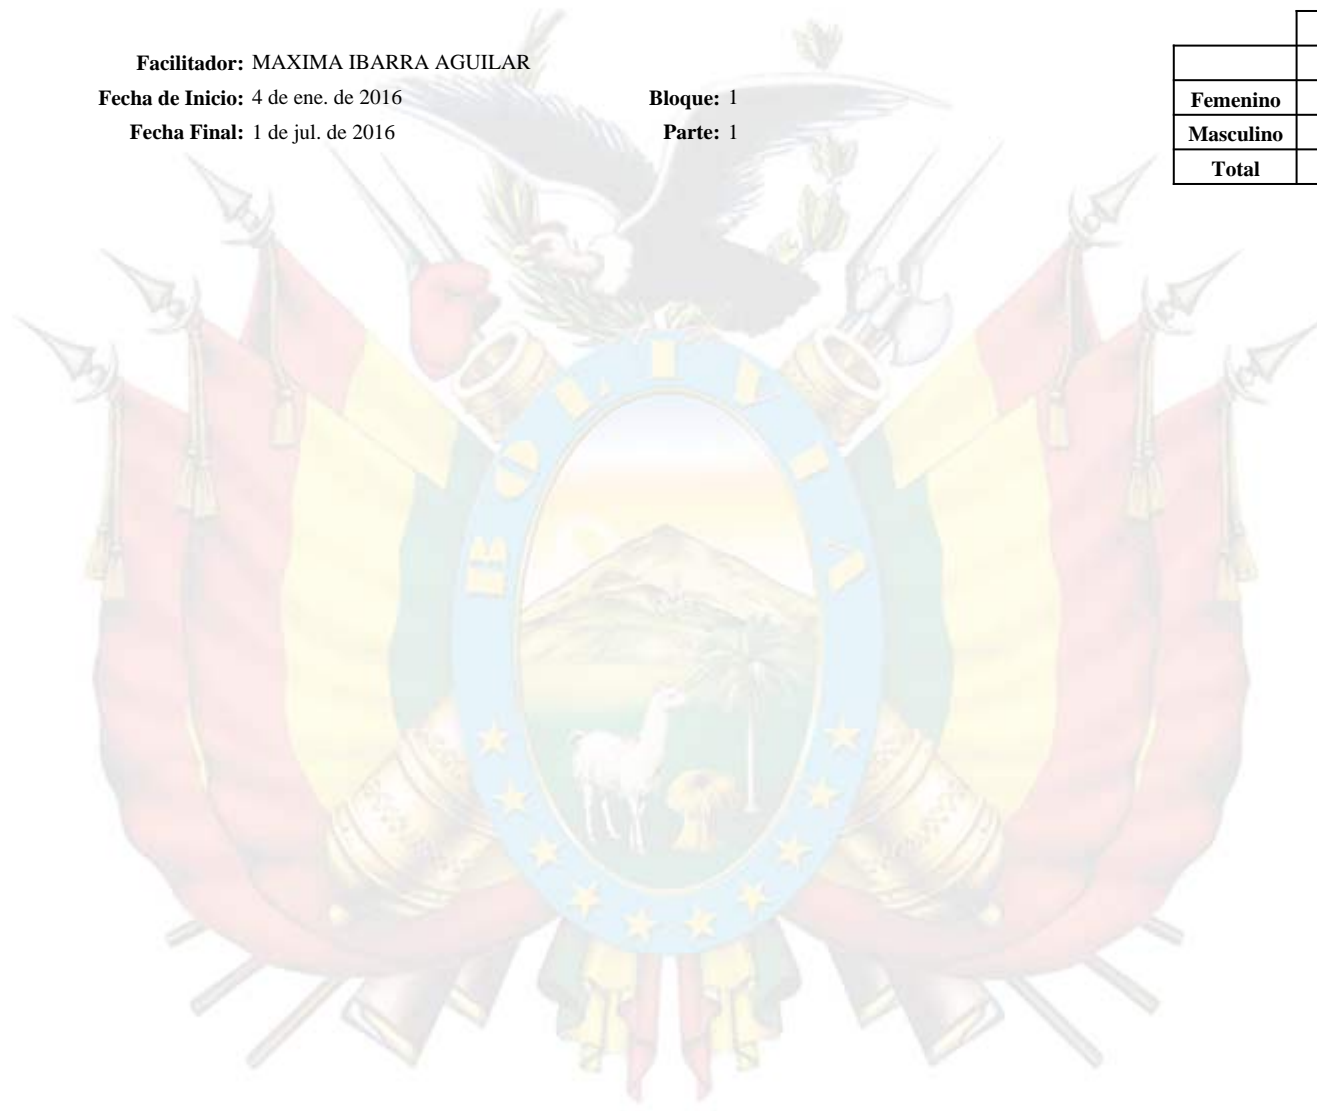 Facilitador: MAXIMA IBARRA AGUILAR
Fecha de Inicio: 4 de ene. de 2016 Bloque: 1
Fecha Final: 1 de jul. de 2016 Parte: 1
Femenino
Masculino
Total
BOLIVIA